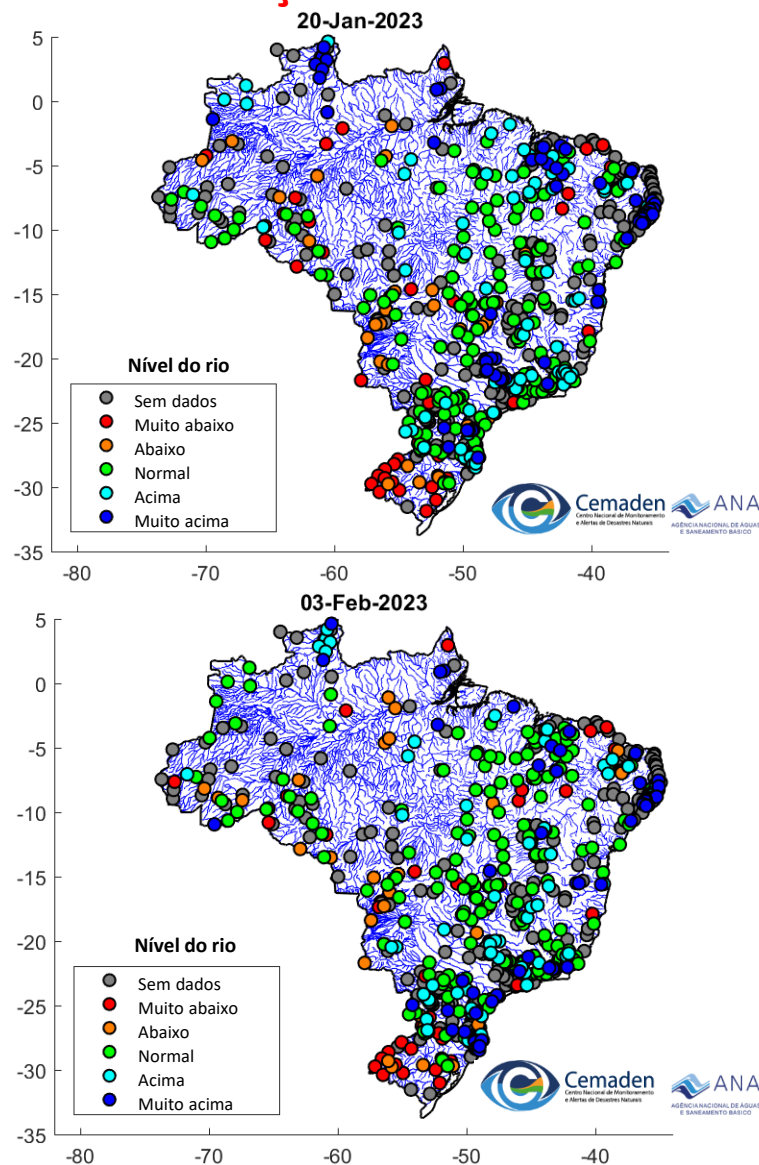 20-Jan-2023
5
0
-5
-10
-15
-20
-25
-30
-35
-80
-70
-60
-50
-40
Nível do rio
Sem dados
Muito abaixo
Abaixo
Normal
Acima
Muito acima
Cemaden
Centro Nacional de Monitoramento
e Alertas de Desastres Naturais
ANA
AGÊNCIA NACIONAL DE ÁGUAS
E SANEAMENTO BÁSICO
03-Feb-2023
5
0
-5
-10
-15
-20
-25
-30
-35
-80
-70
-60
-50
-40
Nível do rio
Sem dados
Muito abaixo
Abaixo
Normal
Acima
Muito acima
Cemaden
Centro Nacional de Monitoramento
e Alertas de Desastres Naturais
ANA
AGÊNCIA NACIONAL DE ÁGUAS
E SANEAMENTO BÁSICO